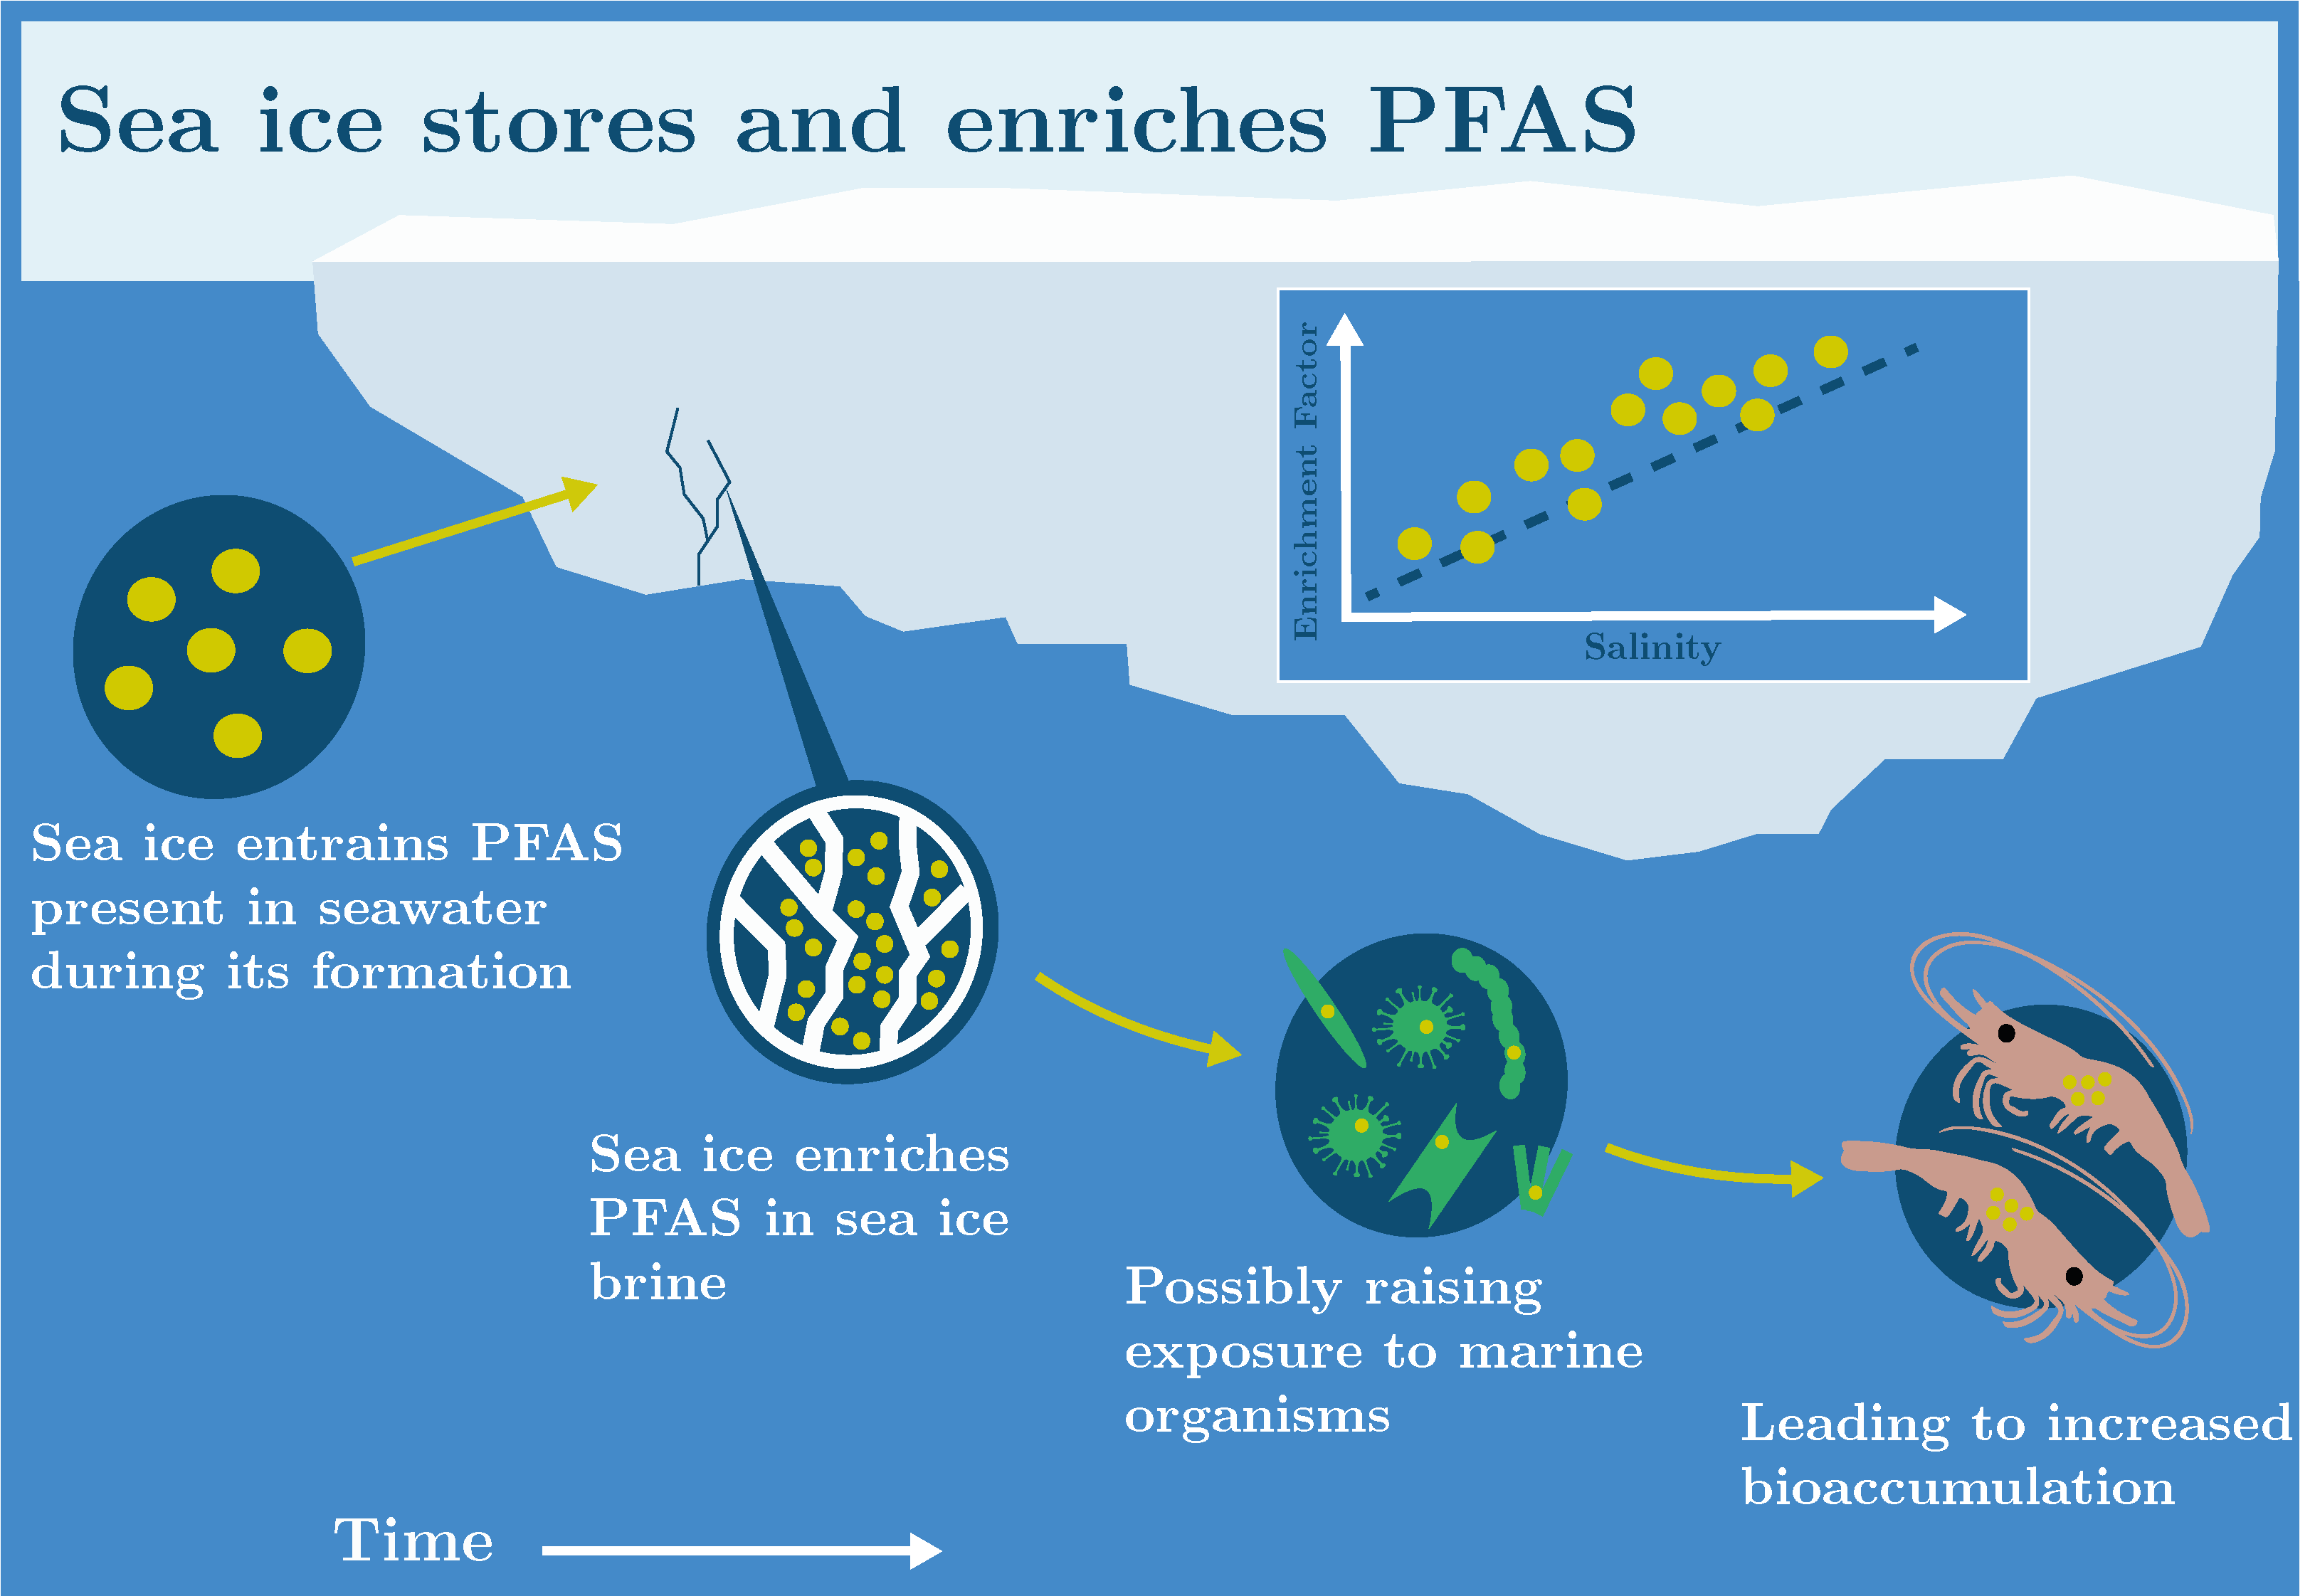 Sea ice stores and enriches PFAS
Enrichment Factor
Salinity
Sea ice entrains PFAS
present in seawater
during its formation
Sea ice enriches
PFAS in sea ice
brine
Possibly raising
exposure to marine
organisms
Leading to increased
bioaccumulation
Time